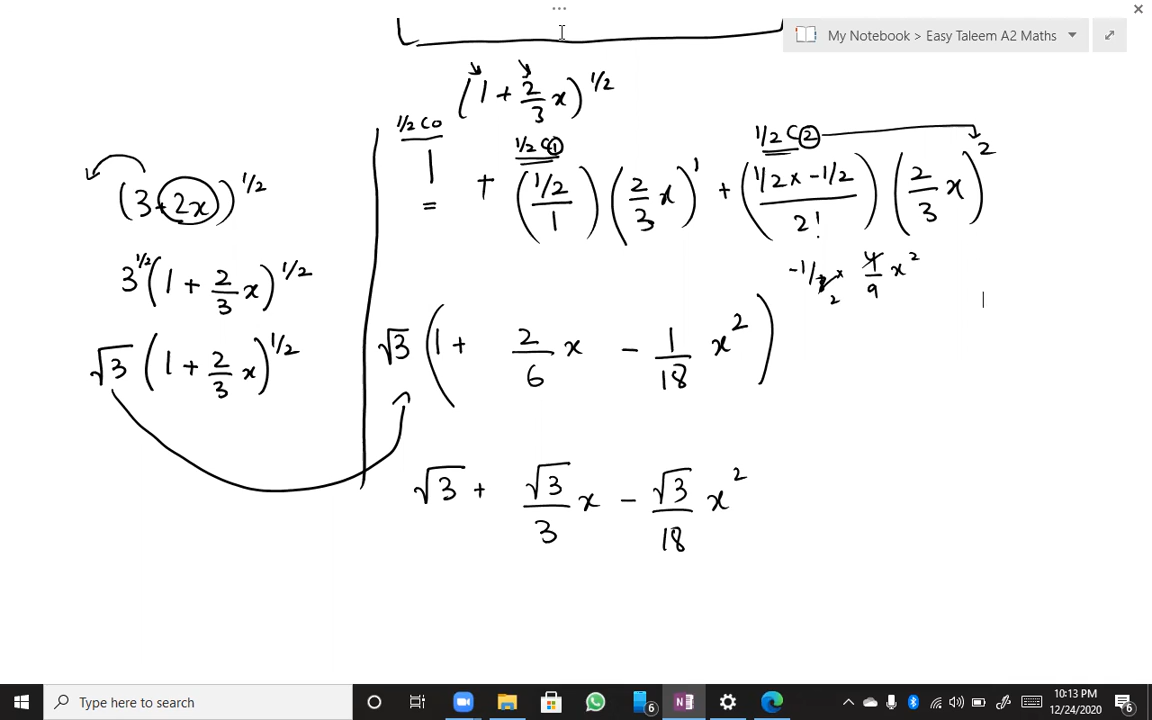 My Notebook > Easy Taleem A2 Maths
(1 + 2/3 x)^1/2
1/2 C0 1/2 C1 1/2 C2
= 1 + (1/2 / 1) (2/3 x)^1 + (1/2 x -1/2 / 2!) (2/3 x)^2
-1/8 x 4/9 x^2
2
(3+2x))^1/2
3^1/2 (1 + 2/3 x)^1/2
√3 (1 + 2/3 x)^1/2
√3 (1 + 2/6 x - 1/18 x^2)
√3 + √3/3 x - √3/18 x^2
Type here to search
6
10:13 PM
12/24/2020
6